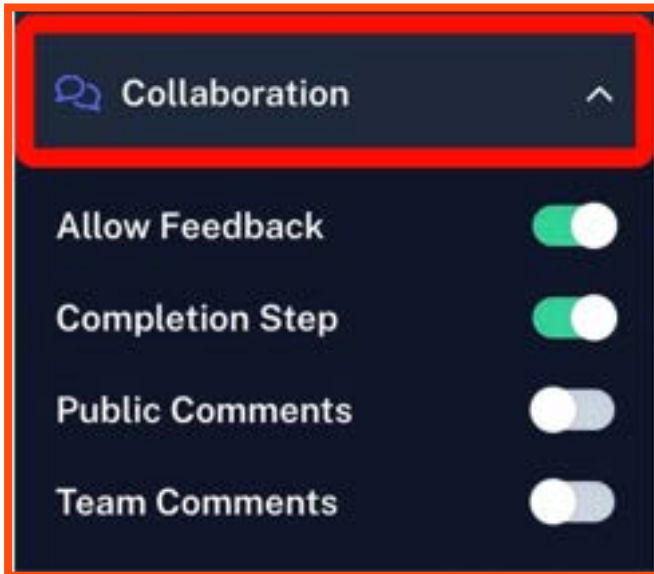 Collaboration
Allow Feedback
Completion Step
Public Comments
Team Comments